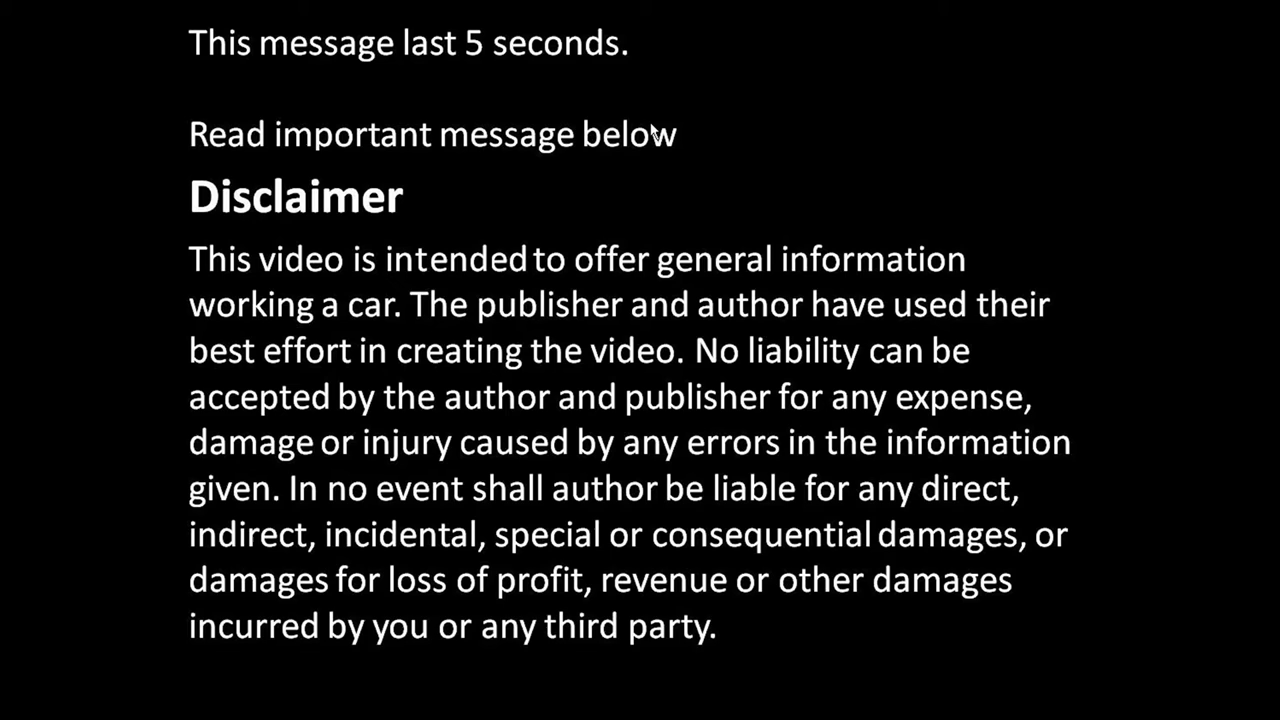 This message last 5 seconds.
Read important message below
Disclaimer
This video is intended to offer general information
working a car. The publisher and author have used their
best effort in creating the video. No liability can be
accepted by the author and publisher for any expense,
damage or injury caused by any errors in the information
given. In no event shall author be liable for any direct,
indirect, incidental, special or consequential damages, or
damages for loss of profit, revenue or other damages
incurred by you or any third party.